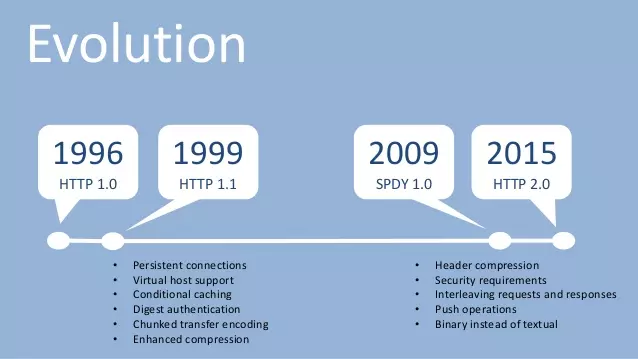 Evolution
1996
HTTP 1.0
1999
HTTP 1.1
2009
SPDY 1.0
2015
HTTP 2.0
• Persistent connections
• Virtual host support
• Conditional caching
• Digest authentication
• Chunked transfer encoding
• Enhanced compression
• Header compression
• Security requirements
• Interleaving requests and responses
• Push operations
• Binary instead of textual